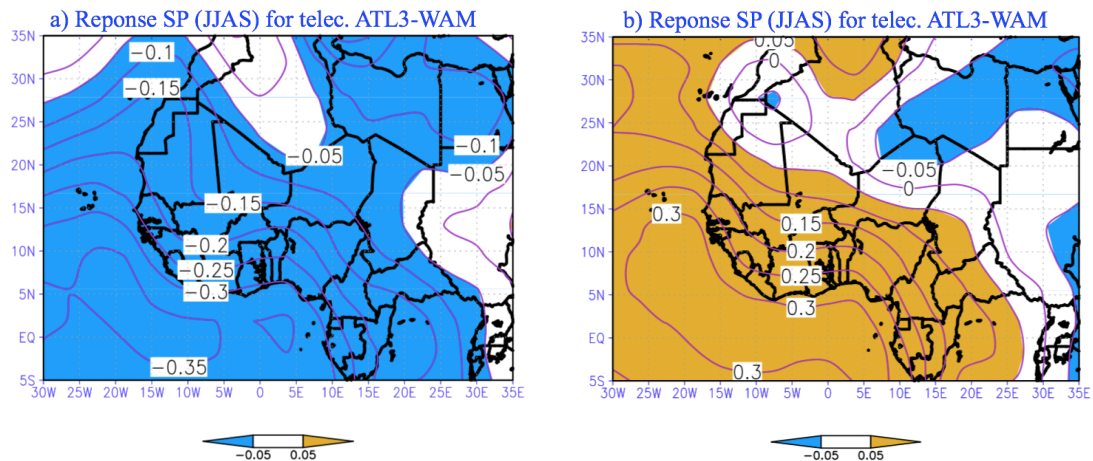 a) Reponse SP (JJAS) for telec. ATL3-WAM
35N
30N
25N
20N
15N
10N
5N
EQ
5S
30W 25W 20W 15W 10W 5W 0 5E 10E 15E 20E 25E 30E 35E
−0.1
−0.15
−0.05
−0.1
−0.05
−0.15
−0.2
−0.25
−0.3
−0.35
−0.05 0.05
b) Reponse SP (JJAS) for telec. ATL3-WAM
35N
30N
25N
20N
15N
10N
5N
EQ
5S
30W 25W 20W 15W 10W 5W 0 5E 10E 15E 20E 25E 30E 35E
0.05
0
−0.05
0
0.3
0.15
0.2
0.25
0.3
0.3
−0.05 0.05